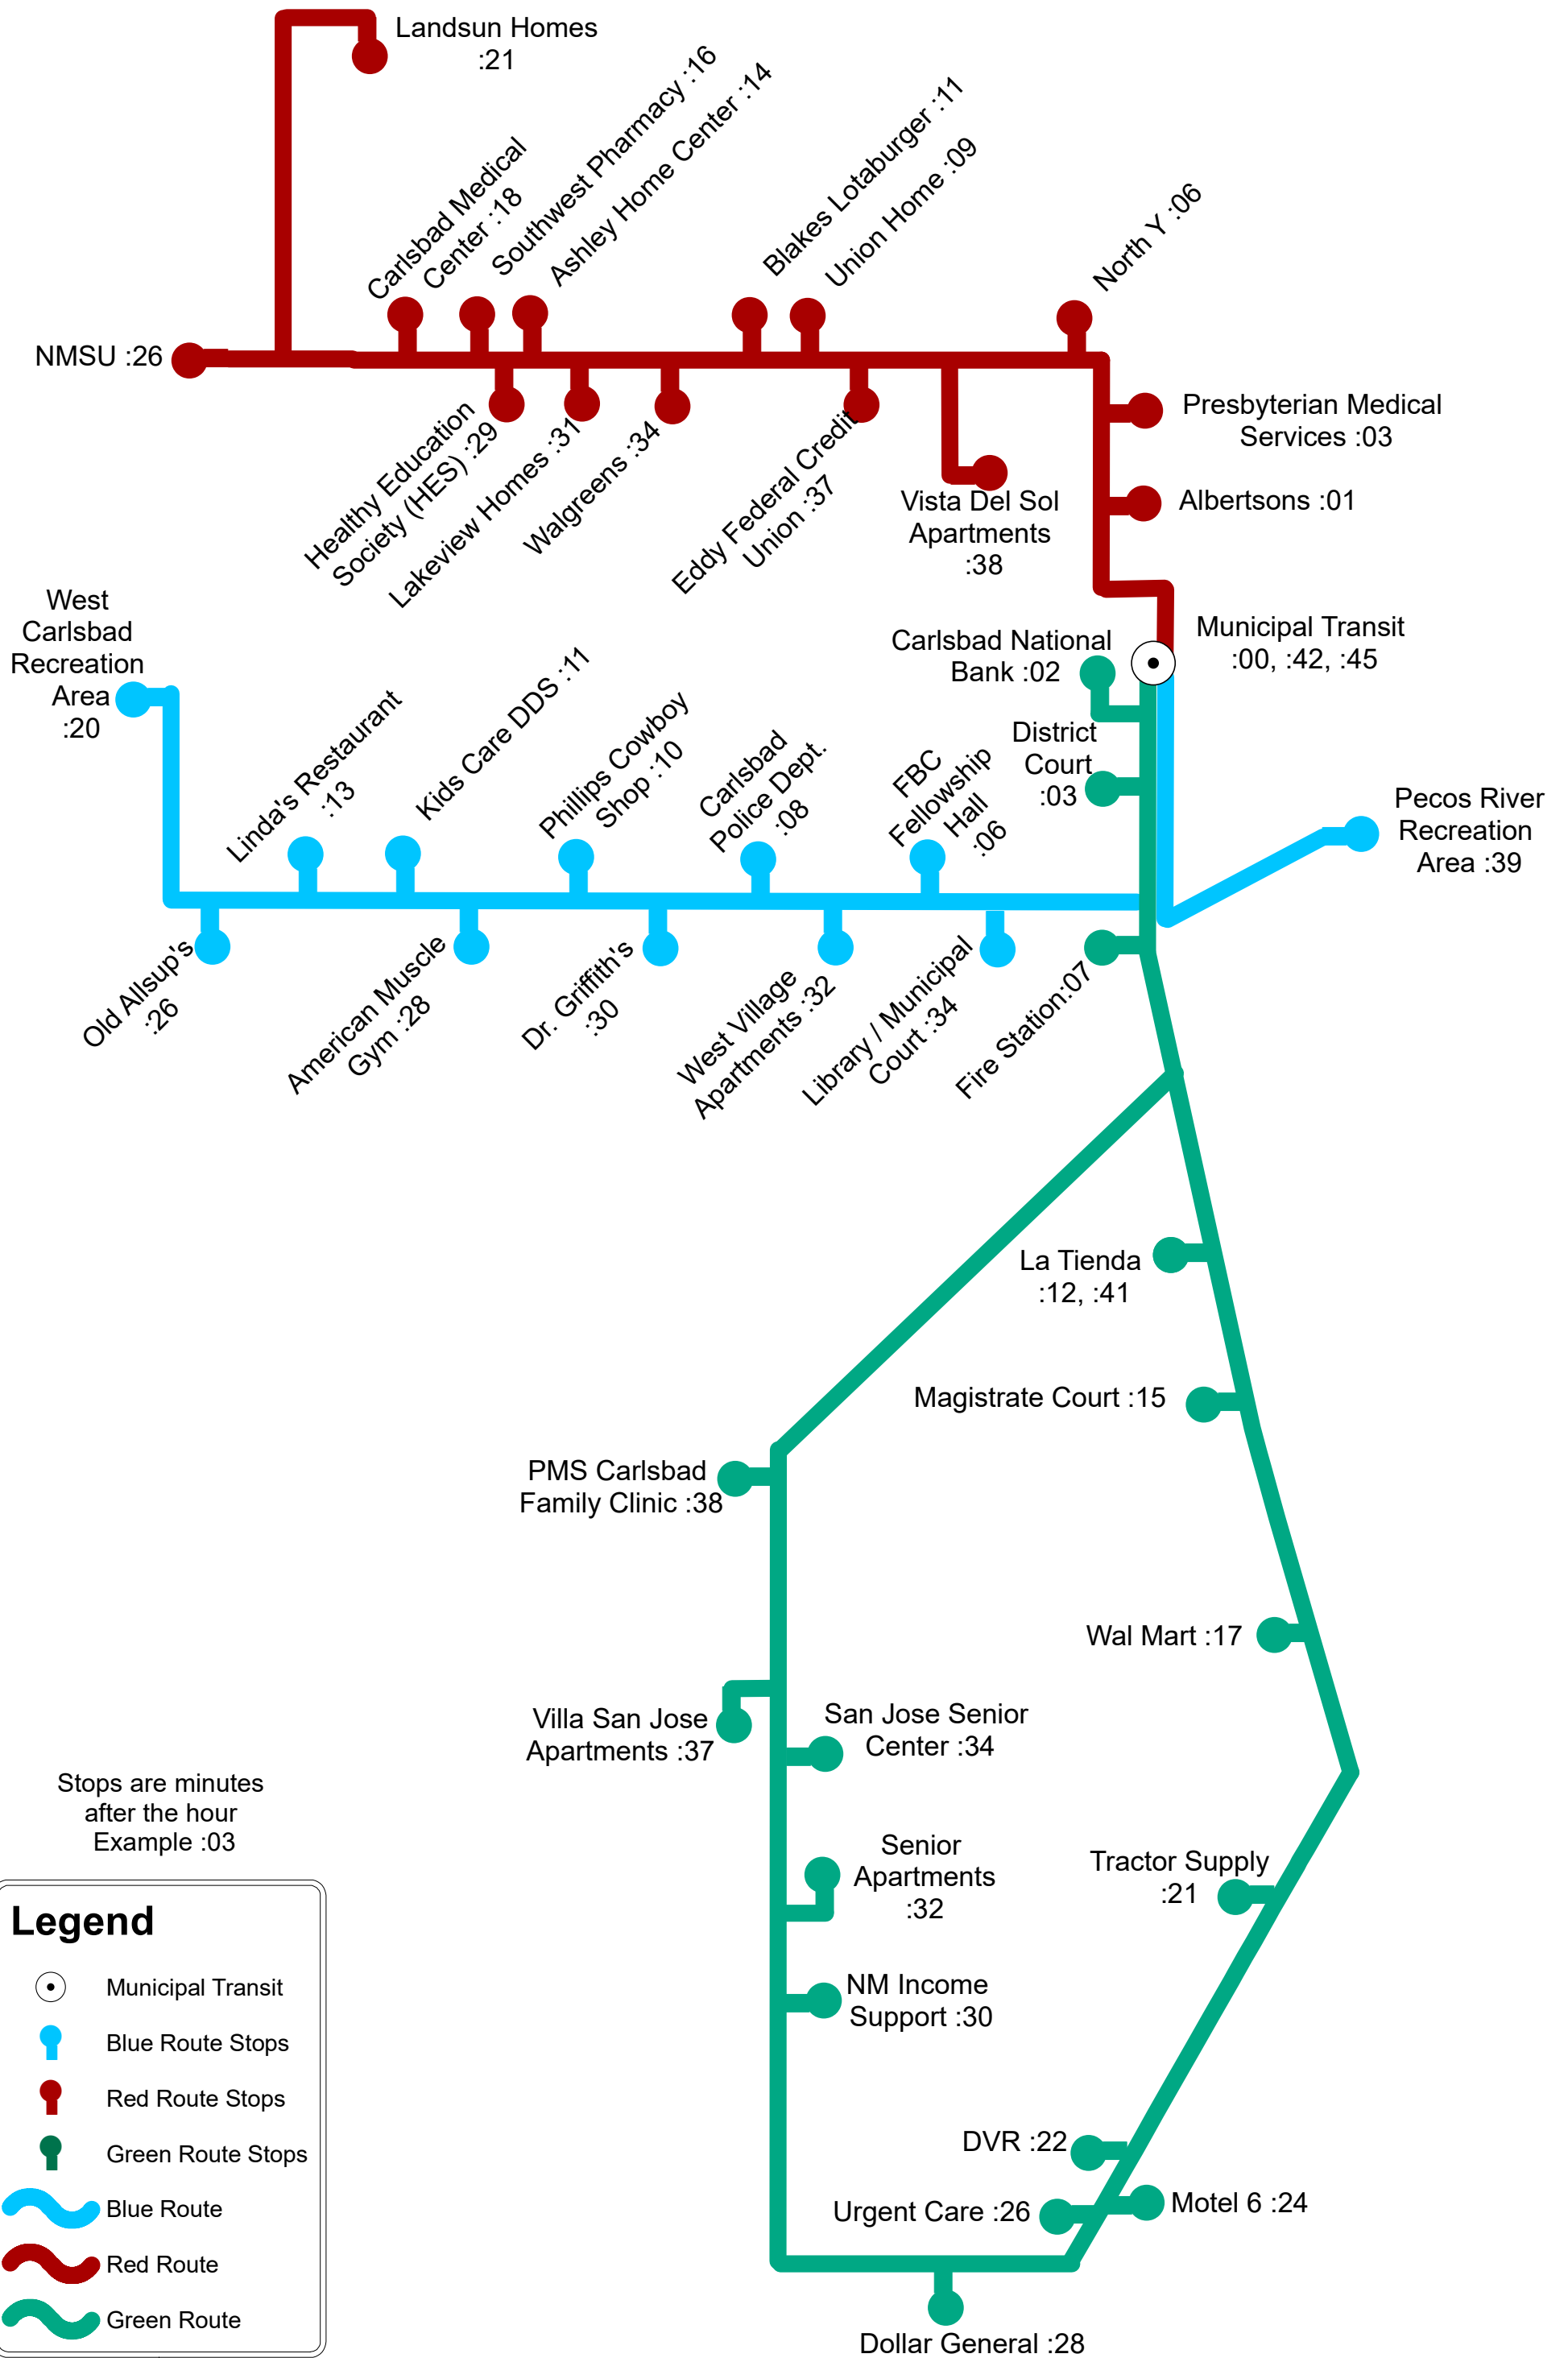 Landsun Homes
:21
Carlsbad Medical
Center :18
Southwest Pharmacy :16
Ashley Home Center :14
Blakes Lotaburger :11
Union Home :09
North Y :06
NMSU :26
Presbyterian Medical
Services :03
Albertsons :01
Healthy Education
Society (HES) :29
Lakeview Homes :31
Walgreens :34
Eddy Federal Credit
Union :37
Vista Del Sol
Apartments
:38
West
Carlsbad
Recreation
Area
:20
Municipal Transit
:00, :42, :45
Carlsbad National
Bank :02
District
Court
:03
Linda's Restaurant
:13
Kids Care DDS :11
Phillips Cowboy
Shop :10
Carlsbad
Police Dept.
:08
FBC
Fellowship
Hall
:06
Pecos River
Recreation
Area :39
Old Allsup's
:26
American Muscle
Gym :28
Dr. Griffith's
:30
West Village
Apartments :32
Library / Municipal
Court :34
Fire Station:07
La Tienda
:12, :41
Magistrate Court :15
PMS Carlsbad
Family Clinic :38
Wal Mart :17
Villa San Jose
Apartments :37
San Jose Senior
Center :34
Senior
Apartments
:32
Tractor Supply
:21
NM Income
Support :30
DVR :22
Motel 6 :24
Urgent Care :26
Dollar General :28
Stops are minutes
after the hour
Example :03
Legend
Municipal Transit
Blue Route Stops
Red Route Stops
Green Route Stops
Blue Route
Red Route
Green Route